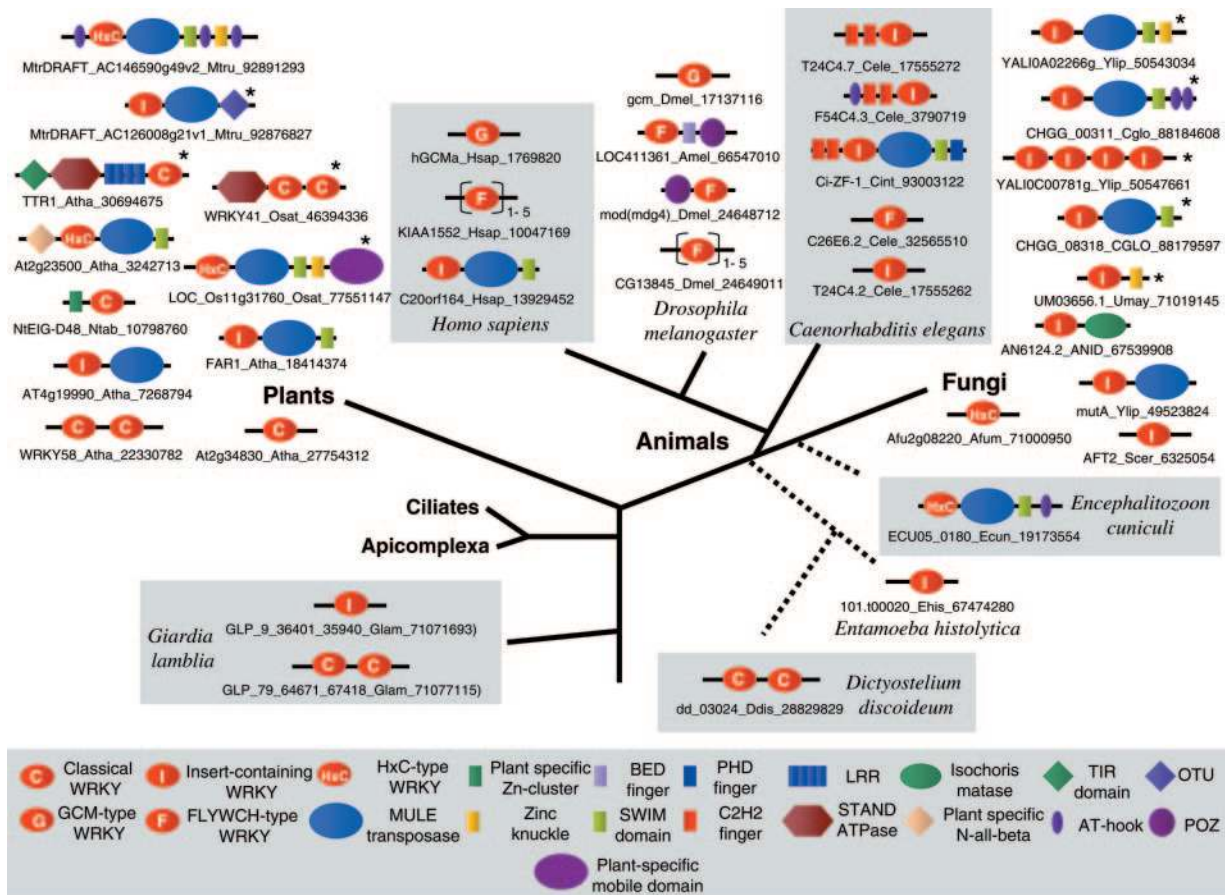 HxC
MtrDRAFT_AC146590g49v2_Mtru_92891293
I
*
MtrDRAFT_AC126008g21v1_Mtru_92876827
C
*
TTR1_Atha_30694675
C C
*
WRKY41_Osat_46394336
HxC
At2g23500_Atha_3242713
HxC
*
LOC_Os11g31760_Osat_77551147
C
NtEIG-D48_Ntab_10798760
I
FAR1_Atha_18414374
I
AT4g19990_Atha_7268794
Plants
C C
WRKY58_Atha_22330782
C
At2g34830_Atha_27754312
G
hGCMa_Hsap_1769820
F
1- 5
KIAA1552_Hsap_10047169
I
C20orf164_Hsap_13929452
Homo sapiens
G
gcm_Dmel_17137116
F
LOC411361_Amel_66547010
F
mod(mdg4)_Dmel_24648712
F
1- 5
CG13845_Dmel_24649011
Drosophila
melanogaster
I
T24C4.7_Cele_17555272
I
F54C4.3_Cele_3790719
I
Ci-ZF-1_Cint_93003122
F
C26E6.2_Cele_32565510
I
T24C4.2_Cele_17555262
Caenorhabditis elegans
I
*
YALI0A02266g_Ylip_50543034
I
*
CHGG_00311_Cglo_88184608
I I I I
*
YALI0C00781g_Ylip_50547661
I
*
CHGG_08318_CGLO_88179597
I
*
UM03656.1_Umay_71019145
I
AN6124.2_ANID_67539908
Fungi
I
mutA_Ylip_49523824
HxC
Afu2g08220_Afum_71000950
I
AFT2_Scer_6325054
Animals
HxC
ECU05_0180_Ecun_19173554
Encephalitozoon
cuniculi
Ciliates
Apicomplexa
I
101.t00020_Ehis_67474280
Entamoeba histolytica
Giardia
lamblia
I
GLP_9_36401_35940_Glam_71071693)
C C
GLP_79_64671_67418_Glam_71077115)
C C
dd_03024_Ddis_28829829
Dictyostelium
discoideum
C Classical
WRKY
I Insert-containing
WRKY
HxC HxC-type
WRKY
Plant specific
Zn-cluster
BED
finger
PHD
finger
LRR
Isochoris
matase
TIR
domain
OTU
G GCM-type
WRKY
F FLYWCH-type
WRKY
MULE
transposase
Zinc
knuckle
SWIM
domain
C2H2
finger
STAND
ATPase
Plant specific
N-all-beta
AT-hook
POZ
Plant-specific
mobile domain